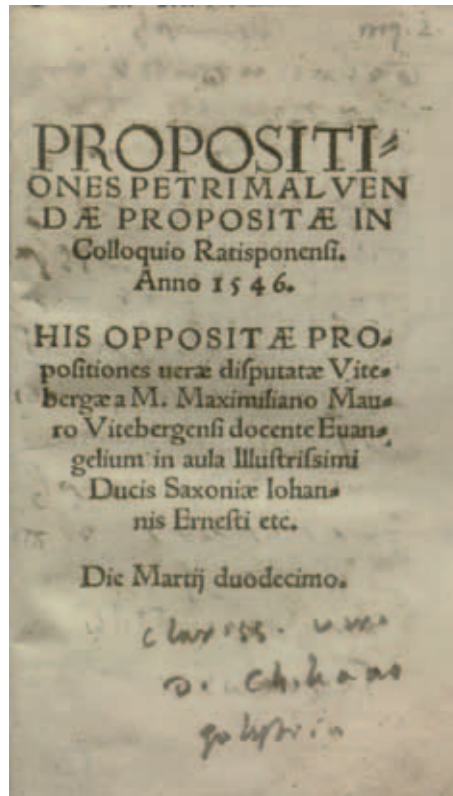 PROPOSITI⸗
ONES PETRI MALVEN
DÆ PROPOSITÆ IN
Colloquio Ratisponenſi.
Anno 1546.
HIS OPPOSITÆ PRO⸗
poſitiones ueræ diſputatæ Vite⸗
bergæ a M. Maximiliano Mau⸗
ro Vitebergenſi docente Euan⸗
gelium in aula Illuſtriſsimi
Ducis Saxoniæ Iohan⸗
nis Erneſti etc.
Die Martij duodecimo.
clariss. viro
D.